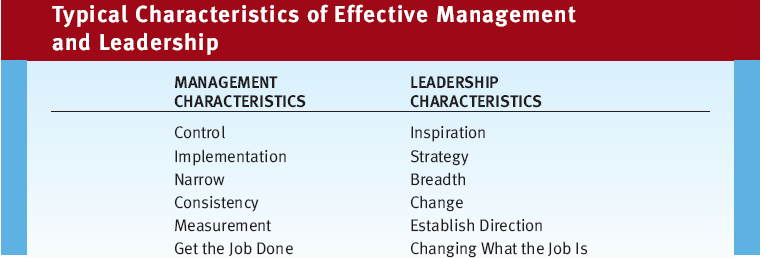 Typical Characteristics of Effective Management
and Leadership
MANAGEMENT CHARACTERISTICS LEADERSHIP CHARACTERISTICS
Control Inspiration
Implementation Strategy
Narrow Breadth
Consistency Change
Measurement Establish Direction
Get the Job Done Changing What the Job Is